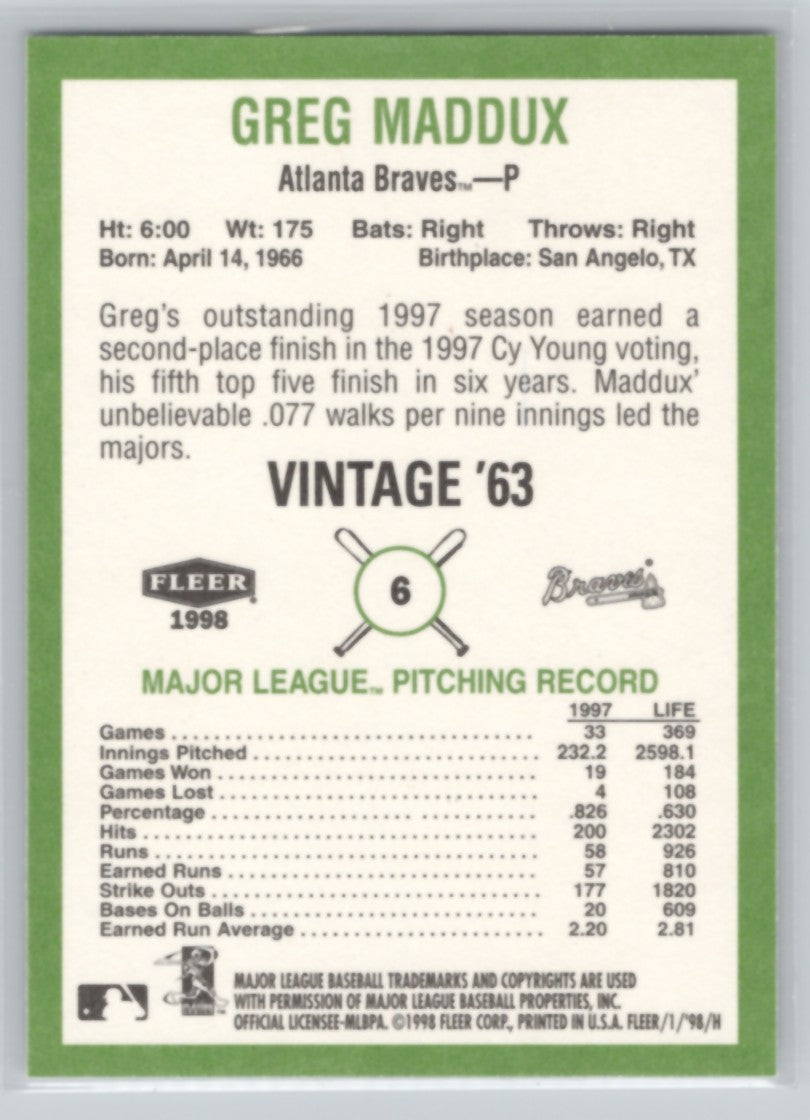 GREG MADDUX
Atlanta Braves™—P
Ht: 6:00 Wt: 175 Bats: Right Throws: Right
Born: April 14, 1966 Birthplace: San Angelo, TX
Greg's outstanding 1997 season earned a
second-place finish in the 1997 Cy Young voting,
his fifth top five finish in six years. Maddux'
unbelievable .077 walks per nine innings led the
majors.
VINTAGE '63
FLEER
1998
6
Braves
MAJOR LEAGUE™ PITCHING RECORD
1997 LIFE
Games 33 369
Innings Pitched 232.2 2598.1
Games Won 19 184
Games Lost 4 108
Percentage .826 .630
Hits 200 2302
Runs 58 926
Earned Runs 57 810
Strike Outs 177 1820
Bases On Balls 20 609
Earned Run Average 2.20 2.81
MAJOR LEAGUE BASEBALL TRADEMARKS AND COPYRIGHTS ARE USED
WITH PERMISSION OF MAJOR LEAGUE BASEBALL PROPERTIES, INC.
OFFICIAL LICENSEE-MLBPA. ©1998 FLEER CORP., PRINTED IN U.S.A. FLEER/1/'98/H